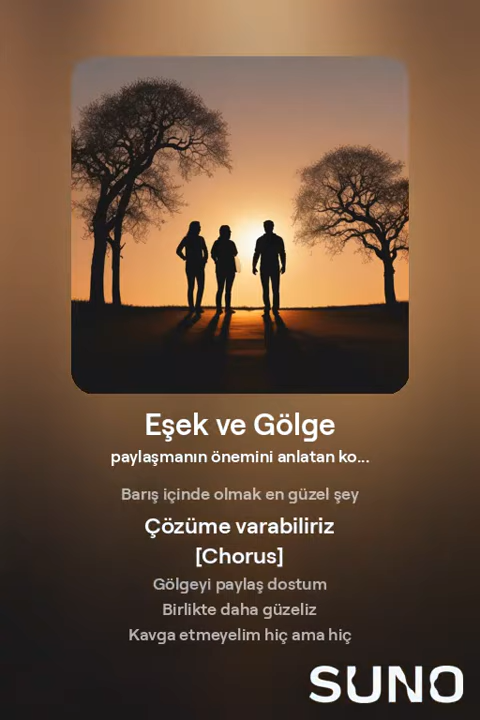 Eşek ve Gölge
paylaşmanın önemini anlatan ko...
Barış içinde olmak en güzel şey
Çözüme varabiliriz
[Chorus]
Gölgeyi paylaş dostum
Birlikte daha güzeliz
Kavga etmeyelim hiç ama hiç
SUNO